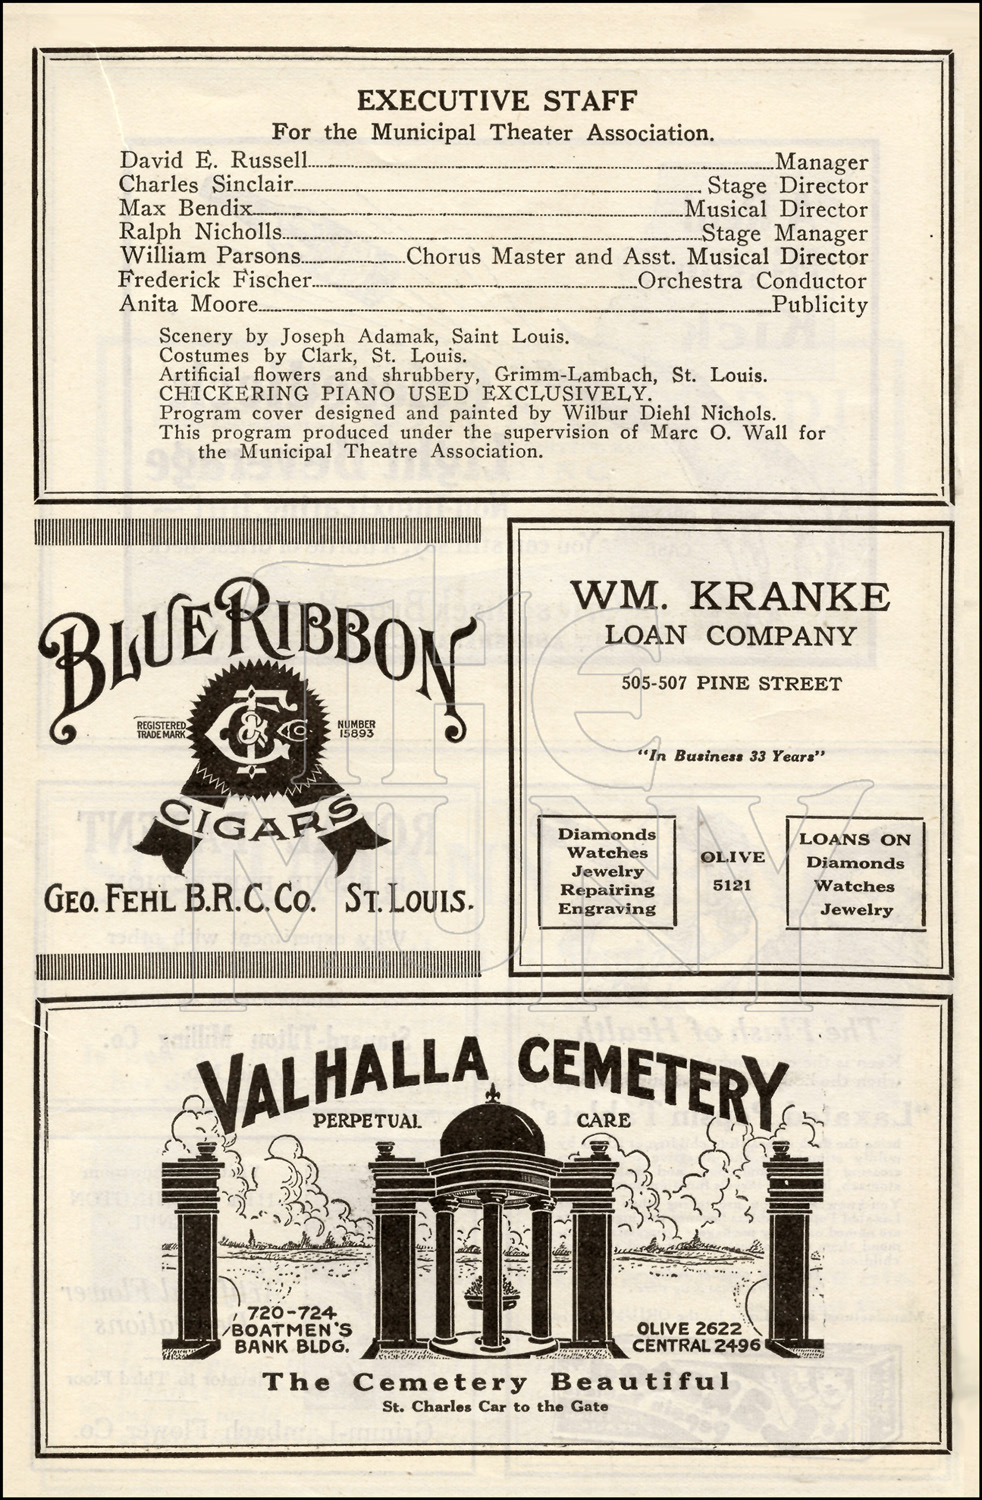 EXECUTIVE STAFF
For the Municipal Theater Association.
David E. Russell Manager
Charles Sinclair Stage Director
Max Bendix Musical Director
Ralph Nicholls Stage Manager
William Parsons Chorus Master and Asst. Musical Director
Frederick Fischer Orchestra Conductor
Anita Moore Publicity
Scenery by Joseph Adamak, Saint Louis.
Costumes by Clark, St. Louis.
Artificial flowers and shrubbery, Grimm-Lambach, St. Louis.
CHICKERING PIANO USED EXCLUSIVELY.
Program cover designed and painted by Wilbur Diehl Nichols.
This program produced under the supervision of Marc O. Wall for
the Municipal Theatre Association.
BLUE RIBBON
REGISTERED
TRADE MARK
NUMBER
15893
CIGARS
GEO. FEHL B.R.C. CO. ST. LOUIS.
WM. KRANKE
LOAN COMPANY
505-507 PINE STREET
"In Business 33 Years"
Diamonds
Watches
Jewelry
Repairing
Engraving
OLIVE
5121
LOANS ON
Diamonds
Watches
Jewelry
THE
MUNY
VALHALLA CEMETERY
PERPETUAL CARE
720-724
BOATMEN'S
BANK BLDG.
OLIVE 2622
CENTRAL 2496
The Cemetery Beautiful
St. Charles Car to the Gate